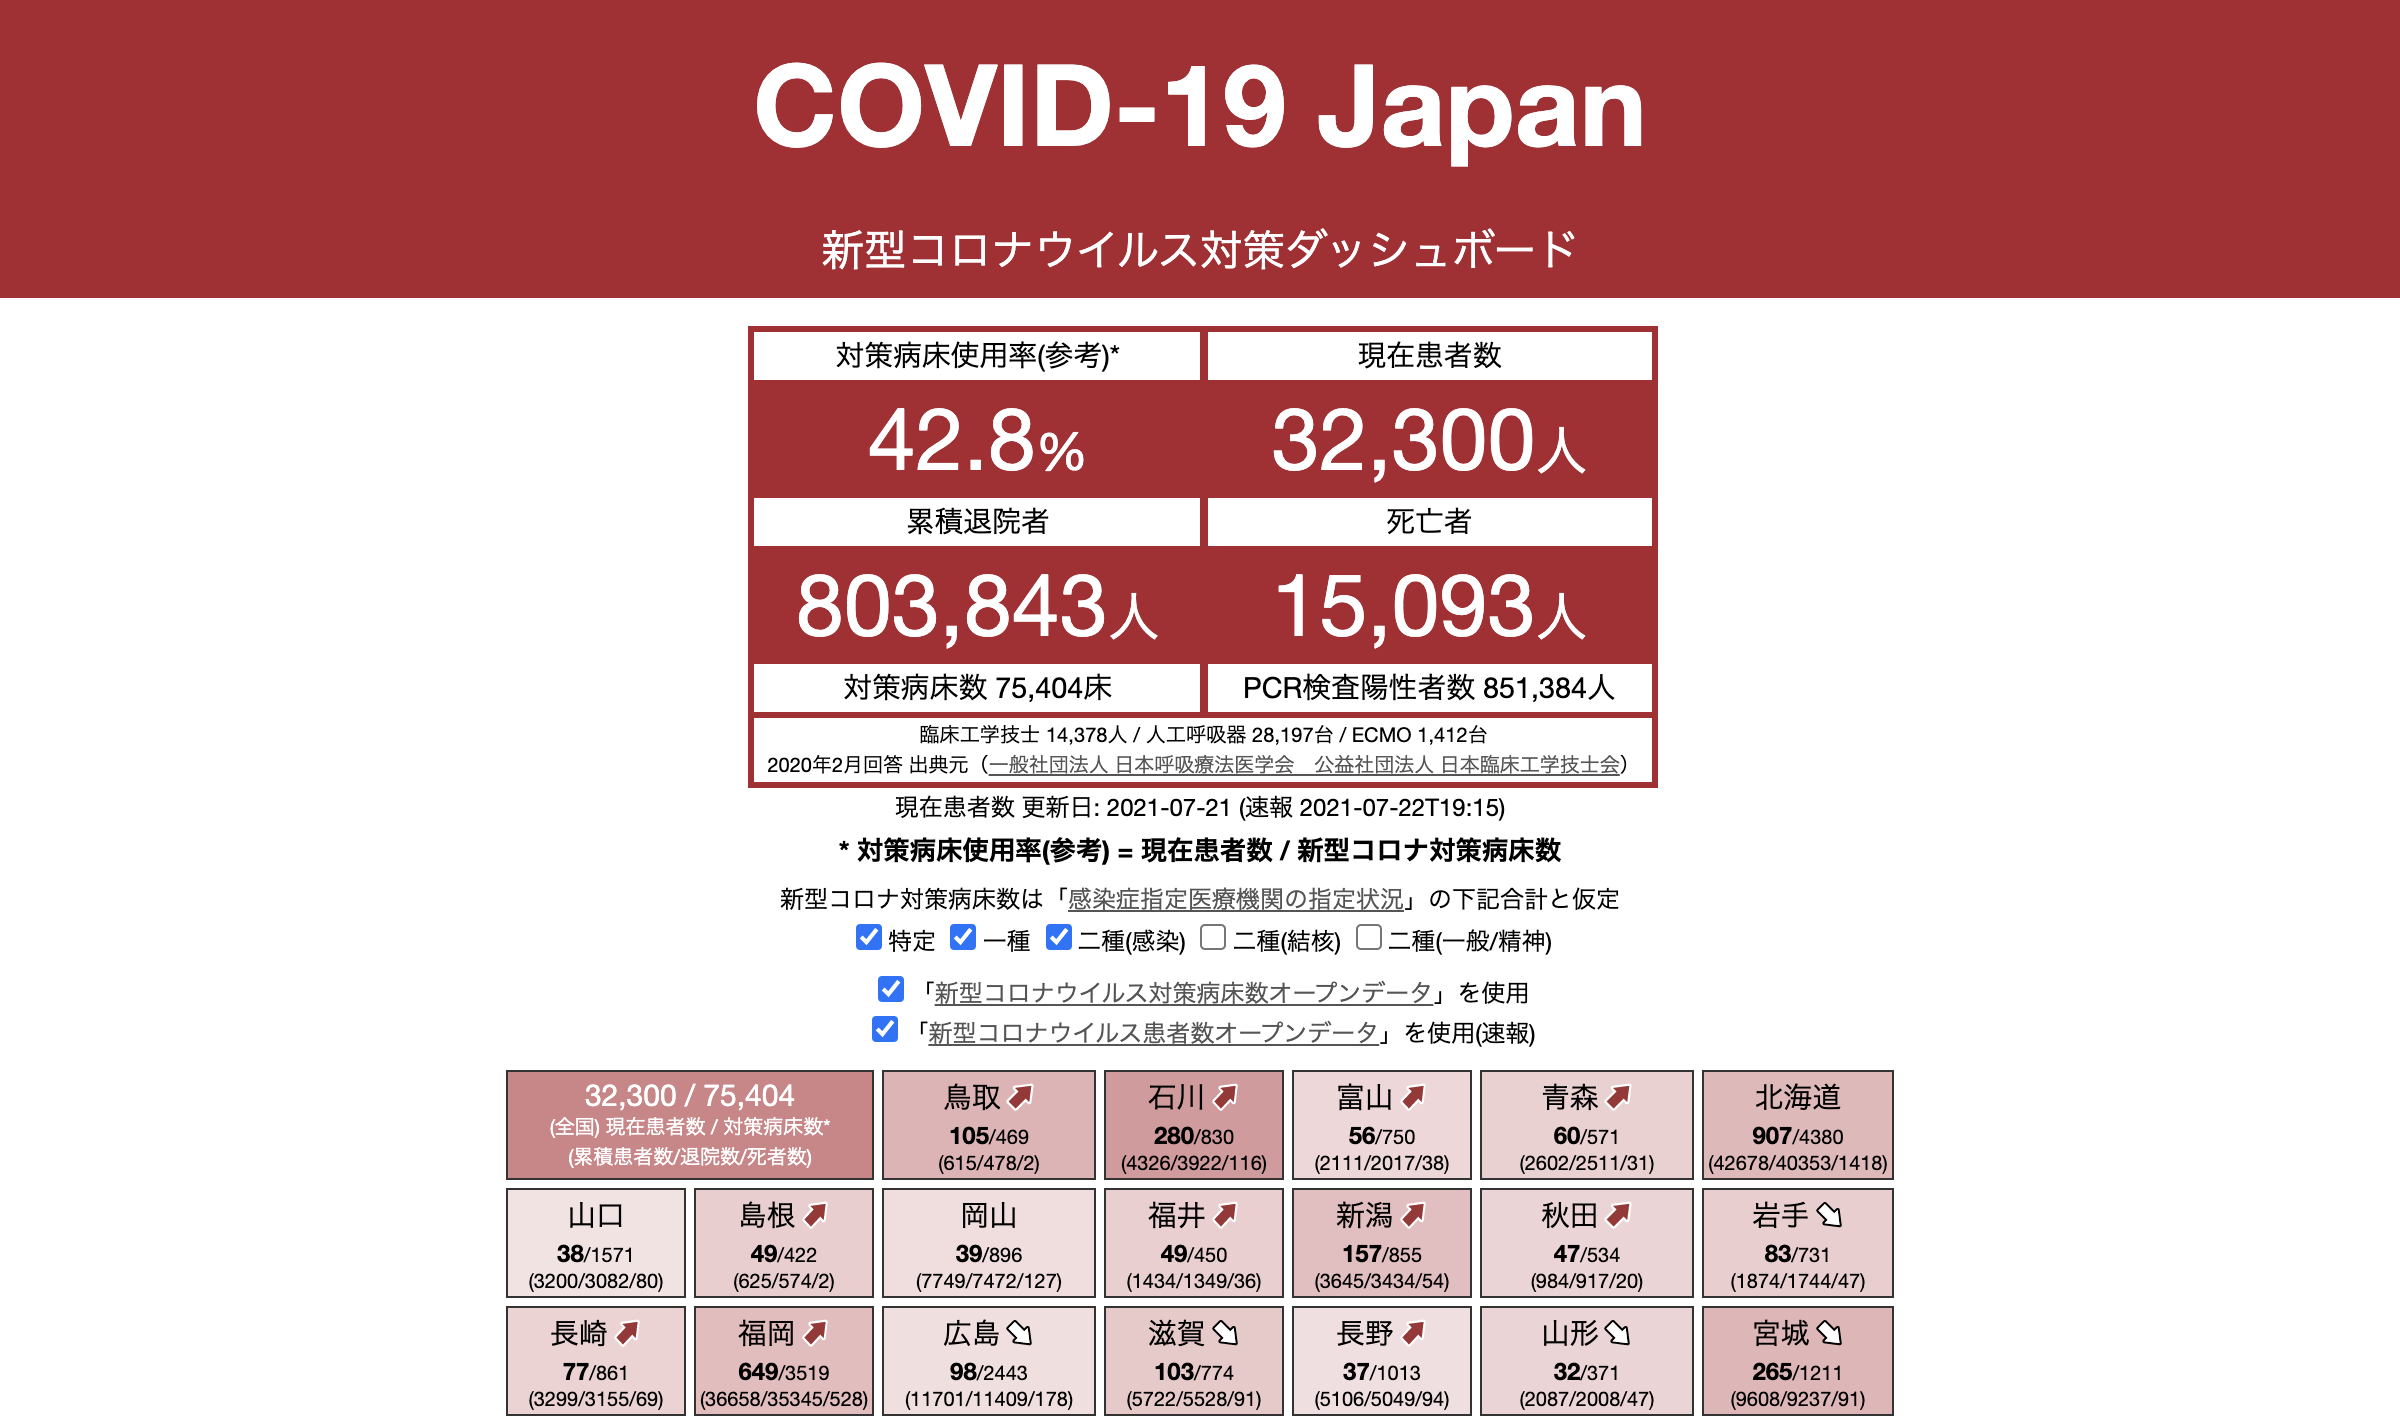 COVID-19 Japan
新型コロナウイルス対策ダッシュボード
対策病床使用率(参考)* 現在患者数
42.8% 32,300人
累積退院者 死亡者
803,843人 15,093人
対策病床数 75,404床 PCR検査陽性者数 851,384人
臨床工学技士 14,378人 / 人工呼吸器 28,197台 / ECMO 1,412台
2020年2月回答 出典元（一般社団法人 日本呼吸療法医学会　公益社団法人 日本臨床工学技士会）
現在患者数 更新日: 2021-07-21 (速報 2021-07-22T19:15)
* 対策病床使用率(参考) = 現在患者数 / 新型コロナ対策病床数
新型コロナ対策病床数は「感染症指定医療機関の指定状況」の下記合計と仮定
特定 一種 二種(感染) 二種(結核) 二種(一般/精神)
「新型コロナウイルス対策病床数オープンデータ」を使用
「新型コロナウイルス患者数オープンデータ」を使用(速報)
32,300 / 75,404
(全国) 現在患者数 / 対策病床数*
(累積患者数/退院数/死者数)
鳥取
105/469
(615/478/2)
石川
280/830
(4326/3922/116)
富山
56/750
(2111/2017/38)
青森
60/571
(2602/2511/31)
北海道
907/4380
(42678/40353/1418)
山口
38/1571
(3200/3082/80)
島根
49/422
(625/574/2)
岡山
39/896
(7749/7472/127)
福井
49/450
(1434/1349/36)
新潟
157/855
(3645/3434/54)
秋田
47/534
(984/917/20)
岩手
83/731
(1874/1744/47)
長崎
77/861
(3299/3155/69)
福岡
649/3519
(36658/35345/528)
広島
98/2443
(11701/11409/178)
滋賀
103/774
(5722/5528/91)
長野
37/1013
(5106/5049/94)
山形
32/371
(2087/2008/47)
宮城
265/1211
(9608/9237/91)